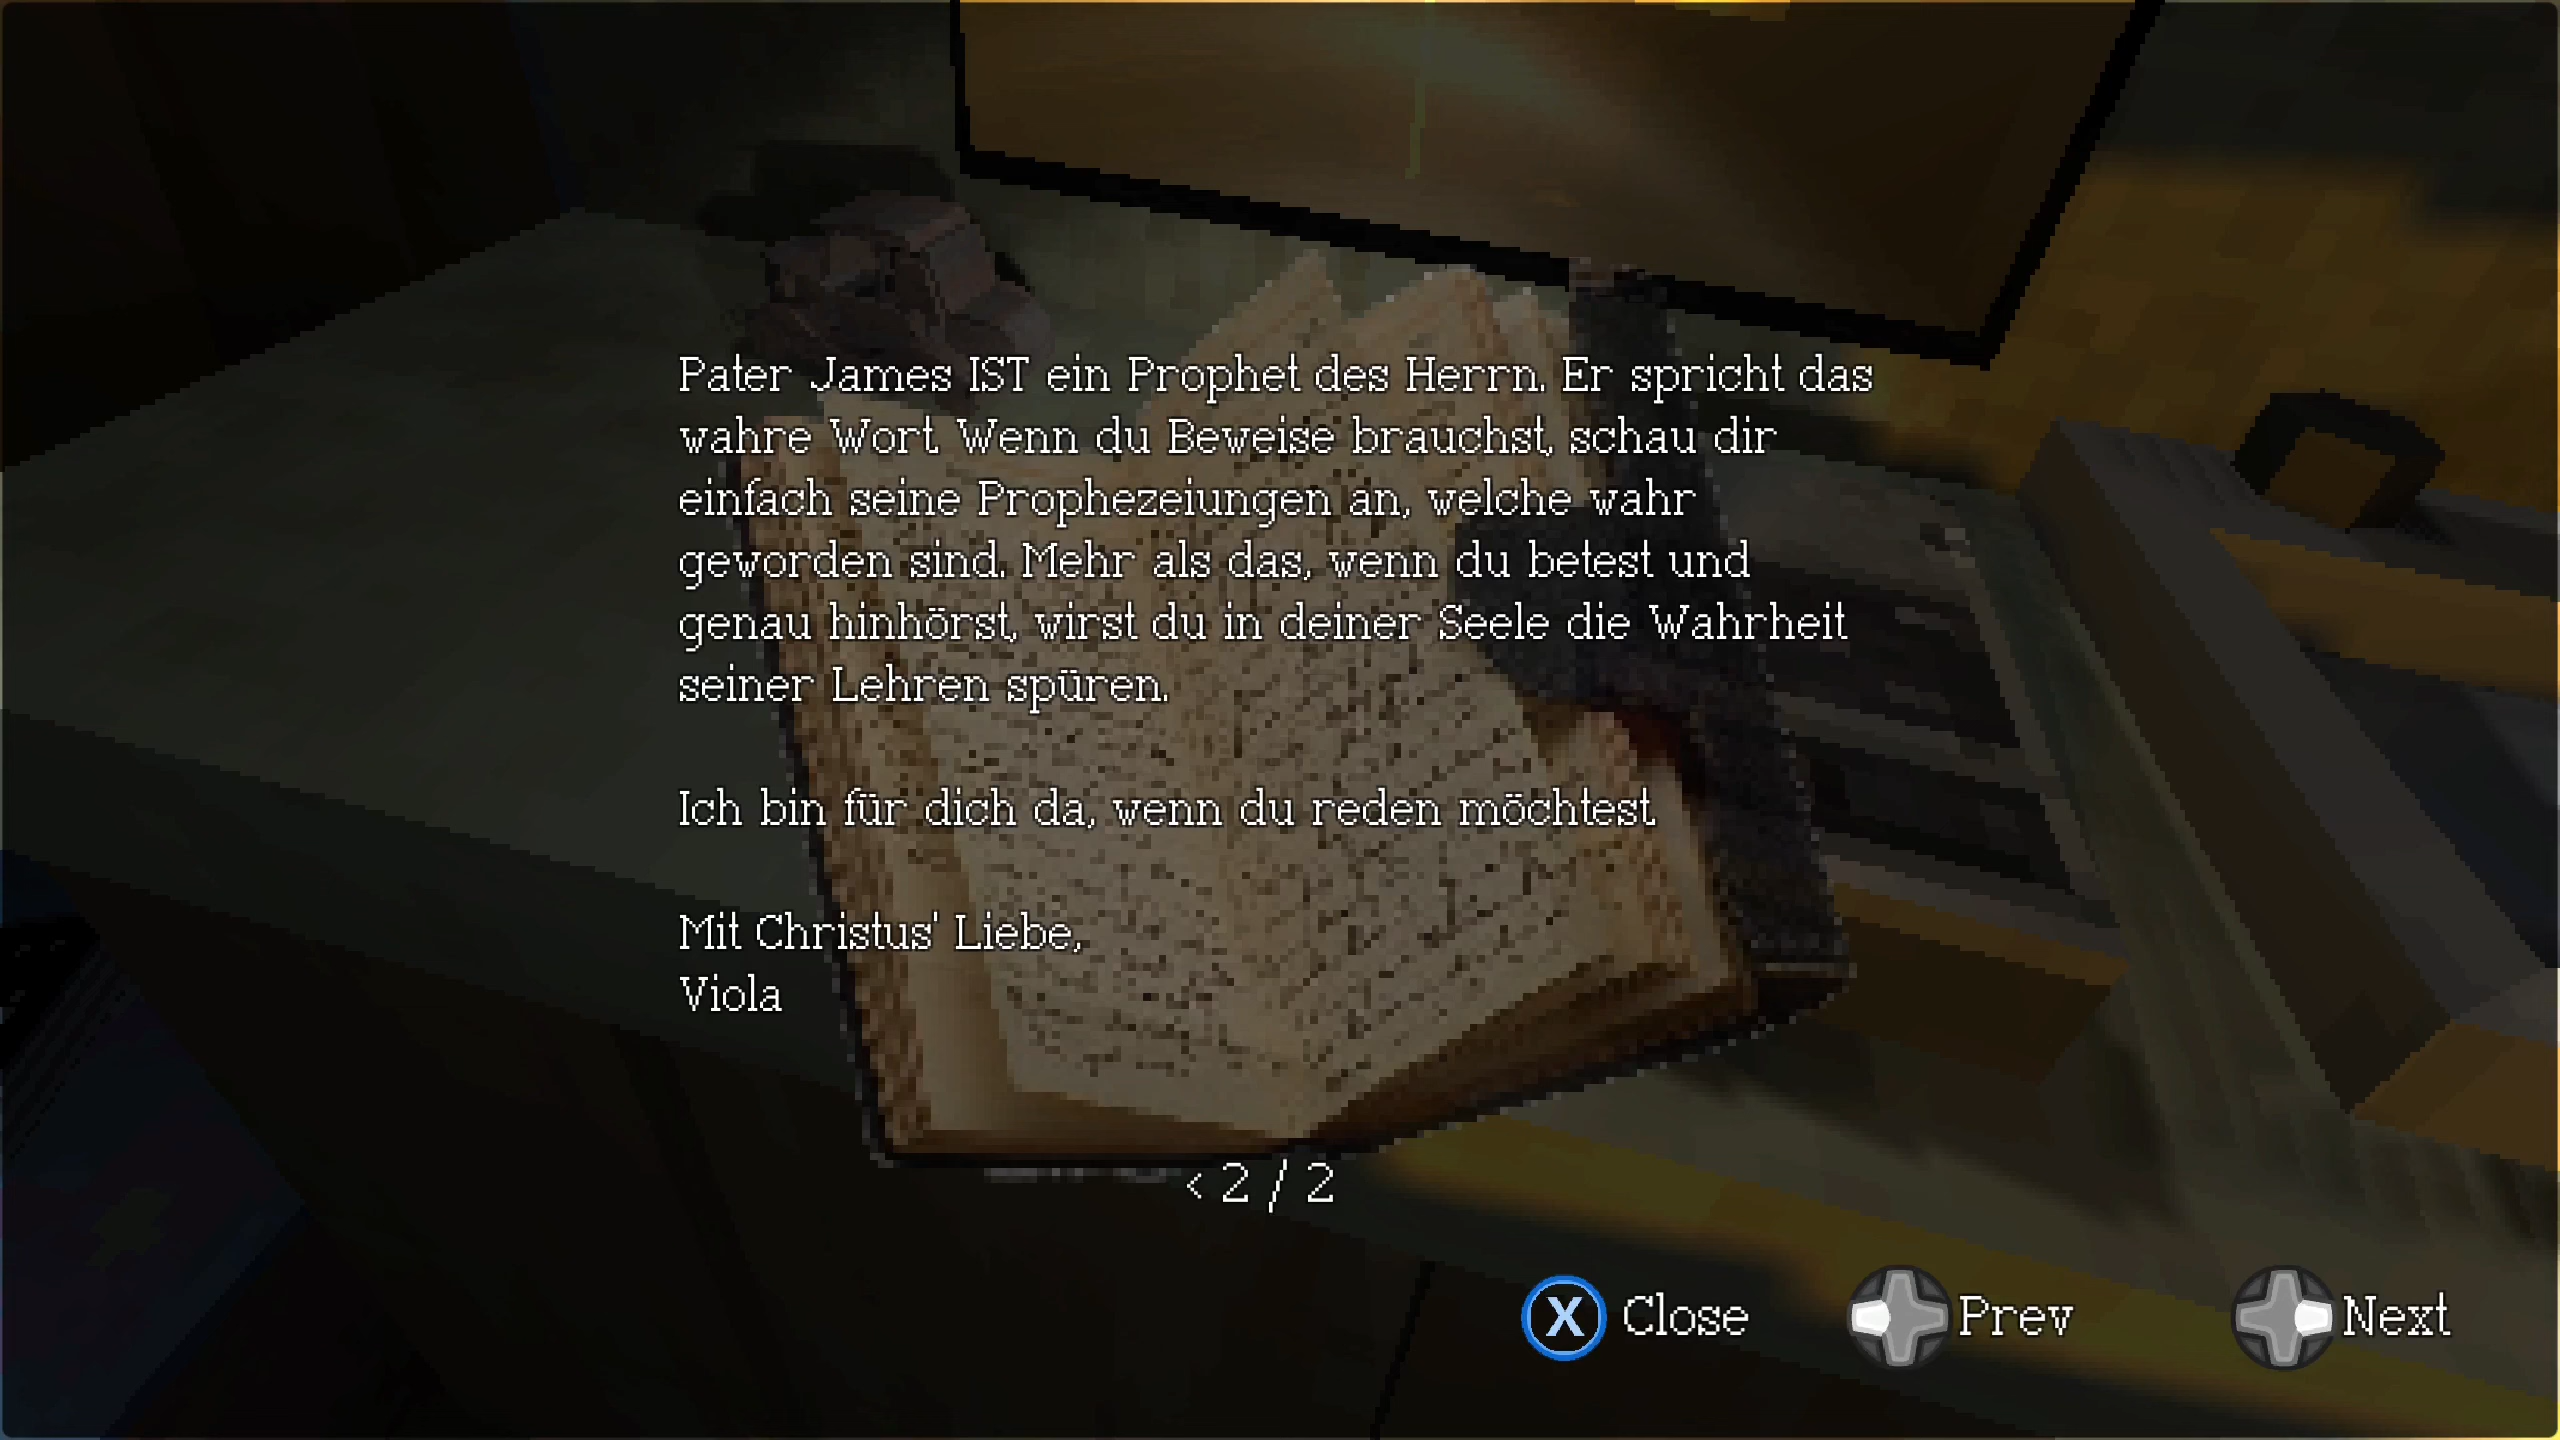 Pater James IST ein Prophet des Herrn. Er spricht das
wahre Wort. Wenn du Beweise brauchst, schau dir
einfach seine Prophezeiungen an, welche wahr
geworden sind. Mehr als das, wenn du betest und
genau hinhörst, wirst du in deiner Seele die Wahrheit
seiner Lehren spüren.
Ich bin für dich da, wenn du reden möchtest.
Mit Christus' Liebe,
Viola
< 2 / 2
X Close Prev Next